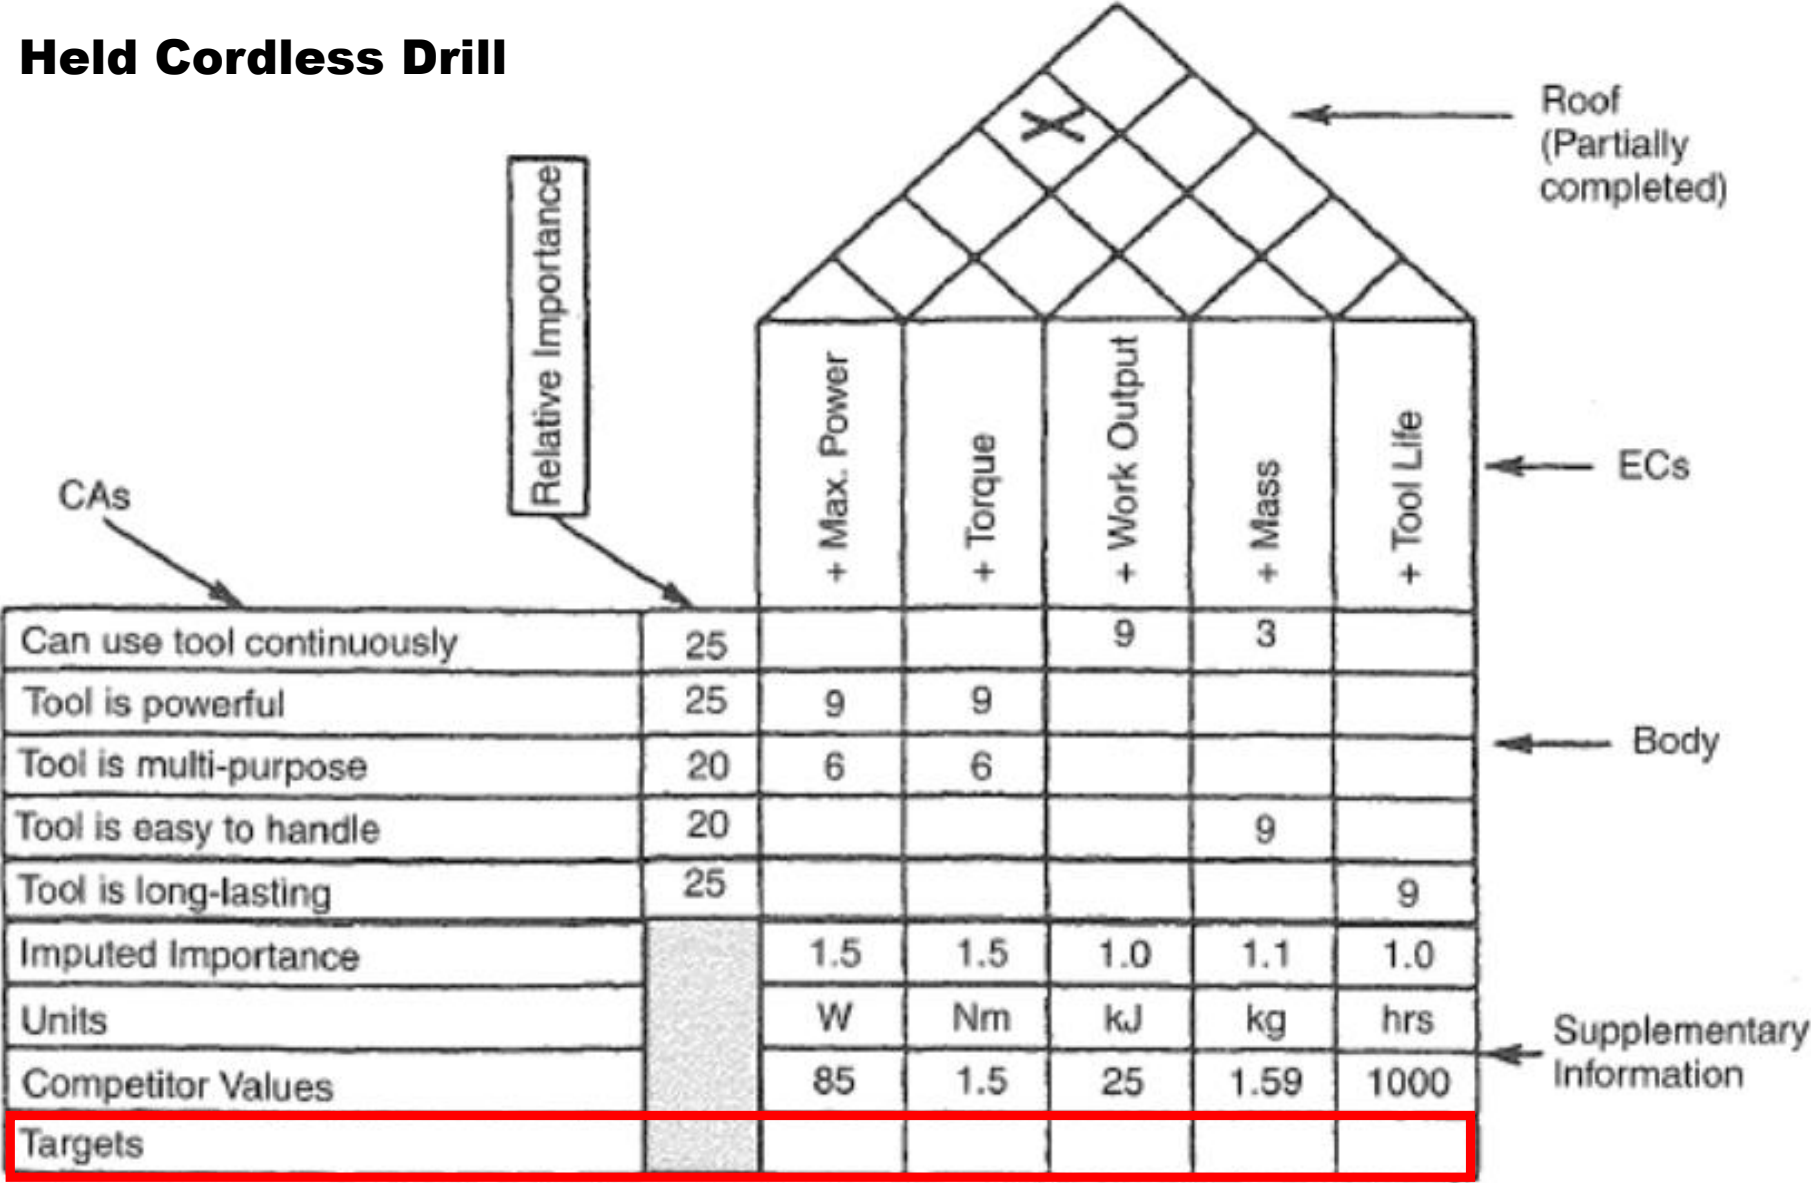 Held Cordless Drill
Roof
(Partially
completed)
Relative Importance
+ Max. Power
+ Torque
+ Work Output
+ Mass
+ Tool Life
ECs
CAs
Can use tool continuously 25 9 3
Tool is powerful 25 9 9
Body
Tool is multi-purpose 20 6 6
Tool is easy to handle 20 9
Tool is long-lasting 25 9
Imputed Importance 1.5 1.5 1.0 1.1 1.0
Units W Nm kJ kg hrs
Supplementary
Information
Competitor Values 85 1.5 25 1.59 1000
Targets